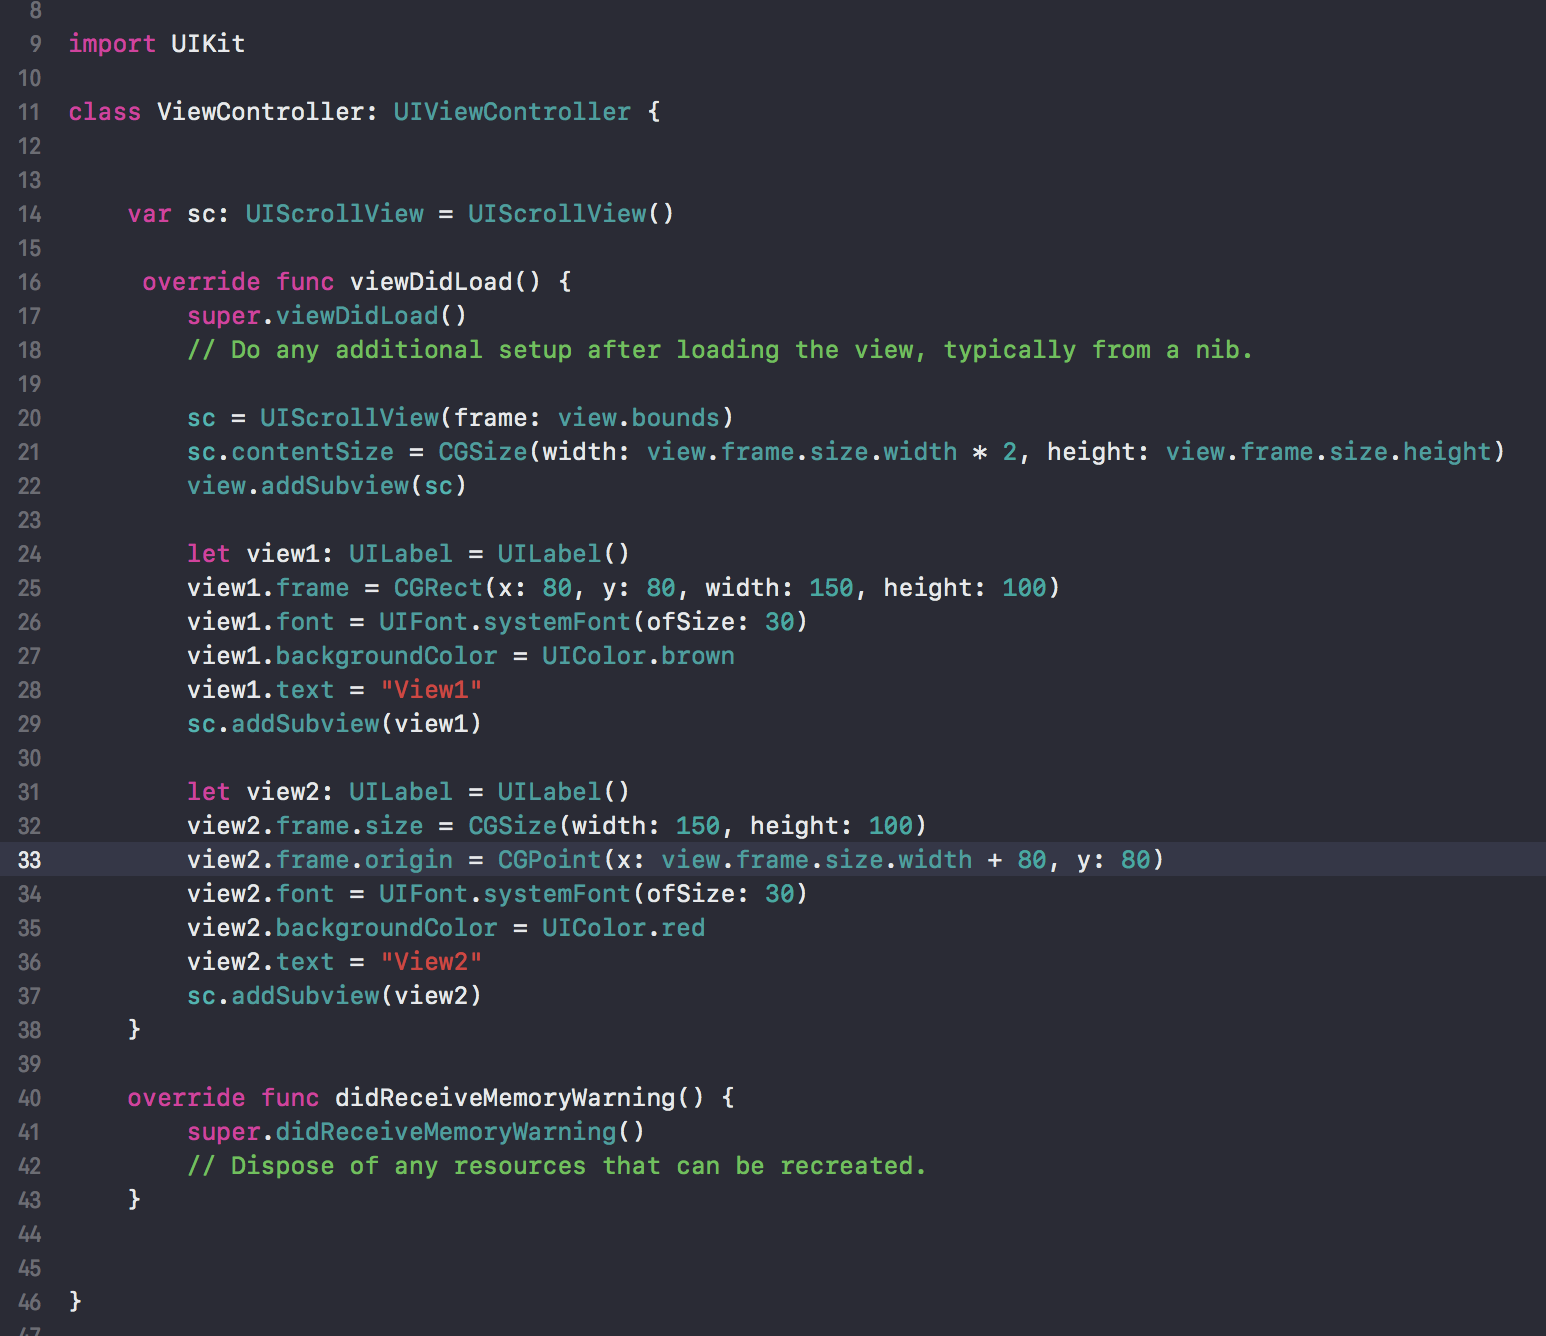 8
9 import UIKit
10
11 class ViewController: UIViewController {
12
13
14     var sc: UIScrollView = UIScrollView()
15
16      override func viewDidLoad() {
17         super.viewDidLoad()
18         // Do any additional setup after loading the view, typically from a nib.
19
20         sc = UIScrollView(frame: view.bounds)
21         sc.contentSize = CGSize(width: view.frame.size.width * 2, height: view.frame.size.height)
22         view.addSubview(sc)
23
24         let view1: UILabel = UILabel()
25         view1.frame = CGRect(x: 80, y: 80, width: 150, height: 100)
26         view1.font = UIFont.systemFont(ofSize: 30)
27         view1.backgroundColor = UIColor.brown
28         view1.text = "View1"
29         sc.addSubview(view1)
30
31         let view2: UILabel = UILabel()
32         view2.frame.size = CGSize(width: 150, height: 100)
33         view2.frame.origin = CGPoint(x: view.frame.size.width + 80, y: 80)
34         view2.font = UIFont.systemFont(ofSize: 30)
35         view2.backgroundColor = UIColor.red
36         view2.text = "View2"
37         sc.addSubview(view2)
38     }
39
40     override func didReceiveMemoryWarning() {
41         super.didReceiveMemoryWarning()
42         // Dispose of any resources that can be recreated.
43     }
44
45
46 }
47